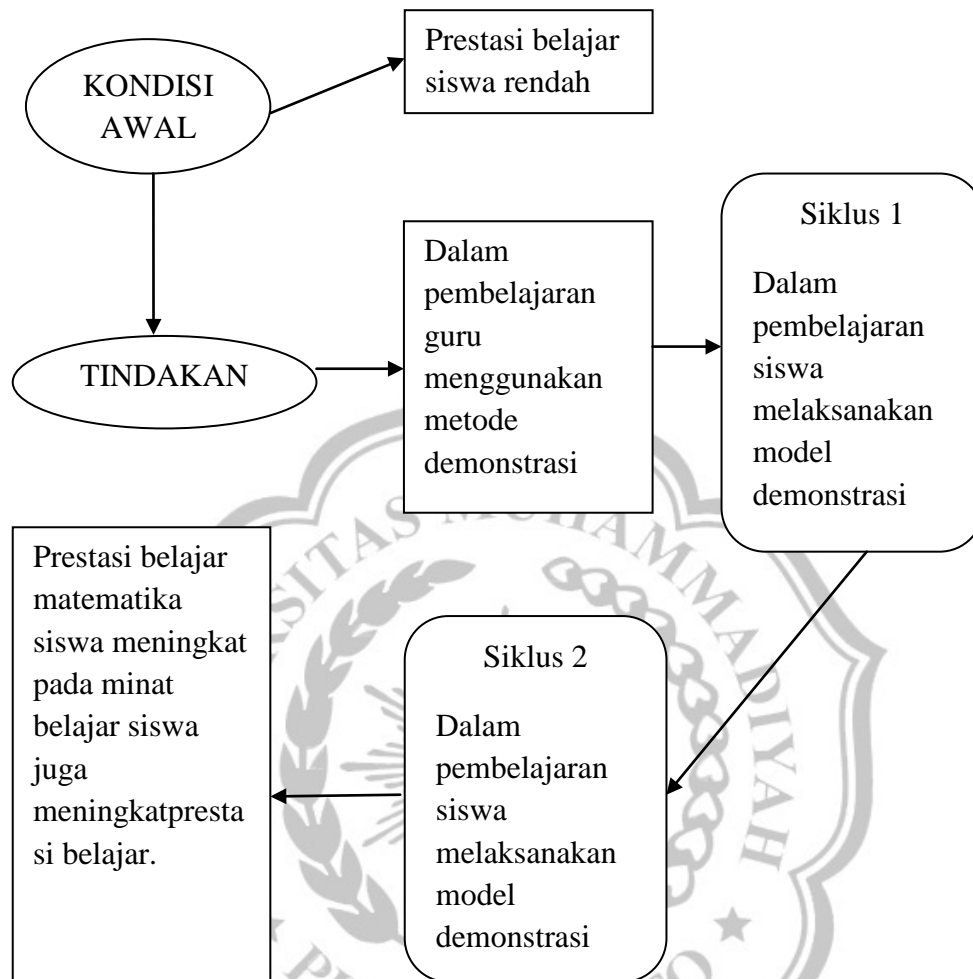 KONDISI
AWAL
Prestasi belajar
siswa rendah
TINDAKAN
Dalam
pembelajaran
guru
menggunakan
metode
demonstrasi
Siklus 1
Dalam
pembelajaran
siswa
melaksanakan
model
demonstrasi
Siklus 2
Dalam
pembelajaran
siswa
melaksanakan
model
demonstrasi
Prestasi belajar
matematika
siswa meningkat
pada minat
belajar siswa
juga
meningkatpresta
si belajar.
MUHAMMADIYAH